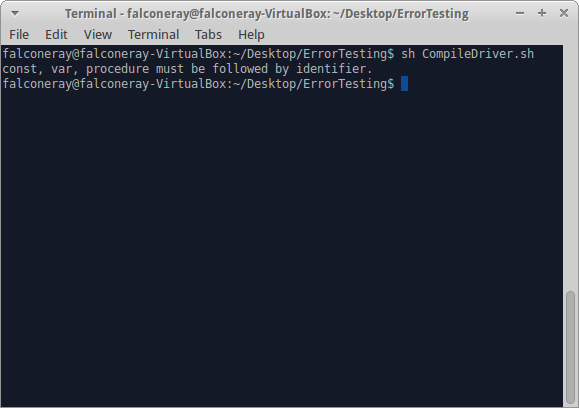 Terminal - falconeray@falconeray-VirtualBox: ~/Desktop/ErrorTesting
File Edit View Terminal Tabs Help
falconeray@falconeray-VirtualBox:~/Desktop/ErrorTesting$ sh CompileDriver.sh
const, var, procedure must be followed by identifier.
falconeray@falconeray-VirtualBox:~/Desktop/ErrorTesting$